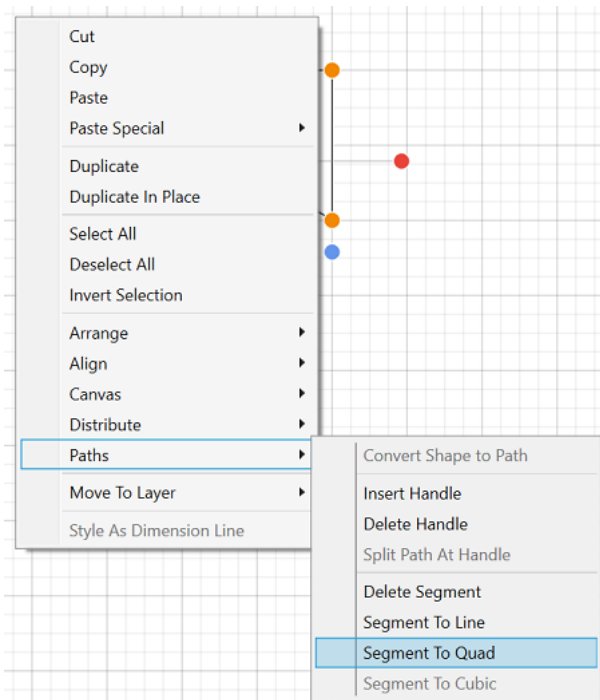 Cut
Copy
Paste
Paste Special
Duplicate
Duplicate In Place
Select All
Deselect All
Invert Selection
Arrange
Align
Canvas
Distribute
Paths
Move To Layer
Style As Dimension Line
Convert Shape to Path
Insert Handle
Delete Handle
Split Path At Handle
Delete Segment
Segment To Line
Segment To Quad
Segment To Cubic